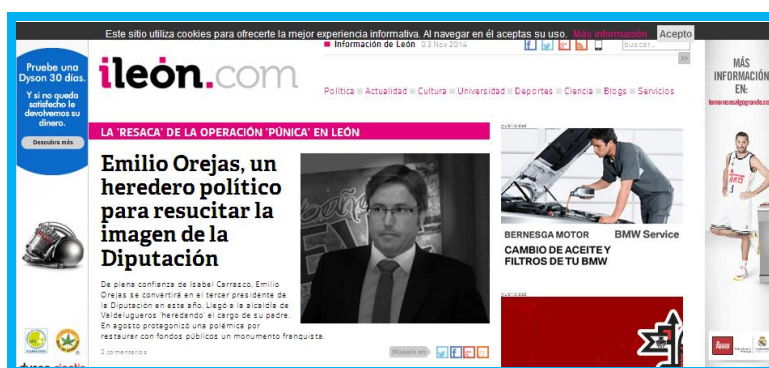 Este sitio utiliza cookies para ofrecerte la mejor experiencia informativa. Al navegar en él aceptas su uso. Más información. Acepto
Información de León 03 Nov 2014
buscar...
Pruebe una
Dyson 30 días.
Y si no queda
satisfecho le
devolvemos su
dinero.
Descubra más
ileón.com
Política Actualidad Cultura Universidad Deportes Ciencia Blogs Servicios
LA 'RESACA' DE LA OPERACIÓN 'PÚNICA' EN LEÓN
Emilio Orejas, un
heredero político
para resucitar la
imagen de la
Diputación
De plena confianza de Isabel Carrasco, Emilio
Orejas se convertirá en el tercer presidente de
la Diputación en este año. Llegó a la alcaldía de
Valdelugueros 'heredando' el cargo de su padre.
En agosto protagonizó una polémica por
restaurar con fondos públicos un monumento franquista.
2 comentarios
Muévelo en
publicidad
BERNESGA MOTOR BMW Service
CAMBIO DE ACEITE Y
FILTROS DE TU BMW
publicidad
MÁS
INFORMACIÓN
EN: